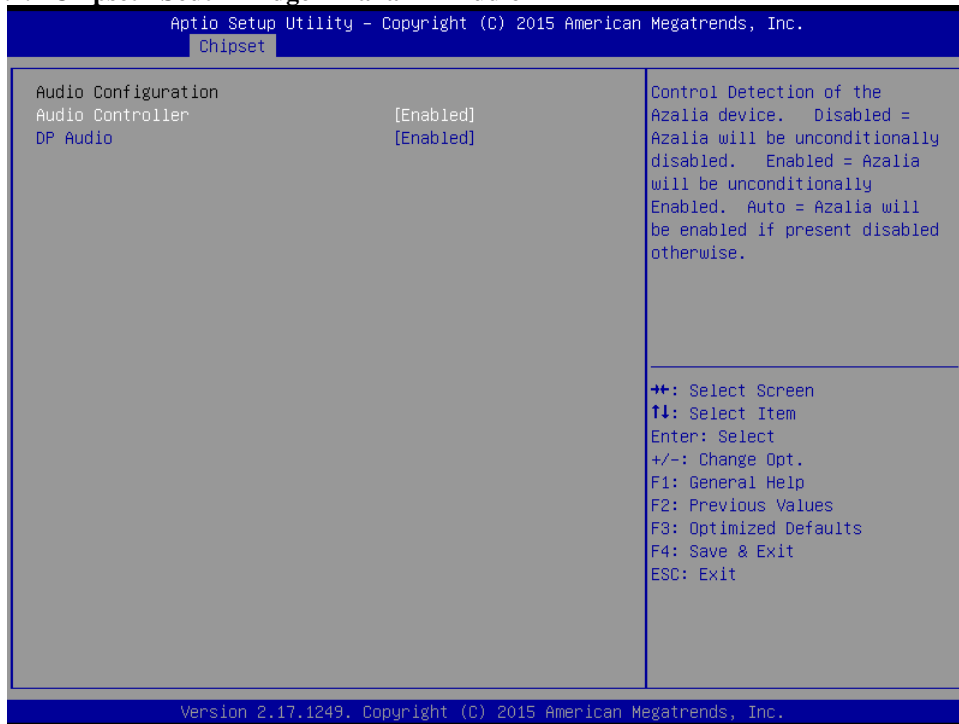 Aptio Setup Utility – Copyright (C) 2015 American Megatrends, Inc.
Chipset
Audio Configuration
Audio Controller [Enabled]
DP Audio [Enabled]
Control Detection of the
Azalia device. Disabled =
Azalia will be unconditionally
disabled. Enabled = Azalia
will be unconditionally
Enabled. Auto = Azalia will
be enabled if present disabled
otherwise.
→←: Select Screen
↑↓: Select Item
Enter: Select
+/-: Change Opt.
F1: General Help
F2: Previous Values
F3: Optimized Defaults
F4: Save & Exit
ESC: Exit
Version 2.17.1249. Copyright (C) 2015 American Megatrends, Inc.